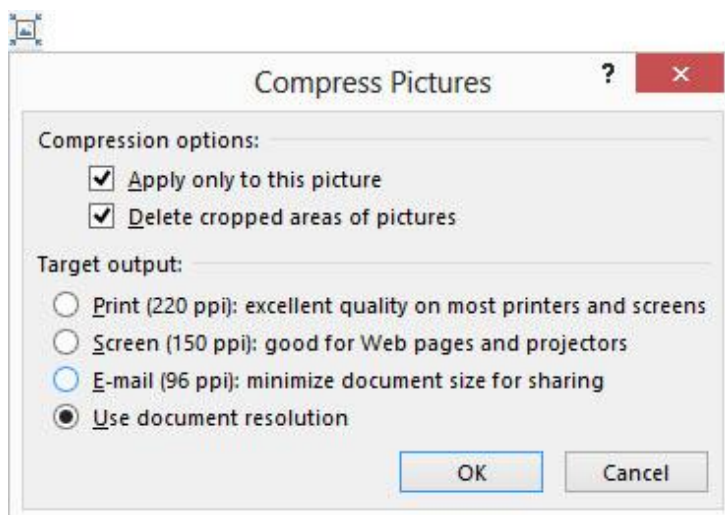 Compress Pictures ? ×
Compression options:
Apply only to this picture
Delete cropped areas of pictures
Target output:
Print (220 ppi): excellent quality on most printers and screens
Screen (150 ppi): good for Web pages and projectors
E-mail (96 ppi): minimize document size for sharing
Use document resolution
OK Cancel